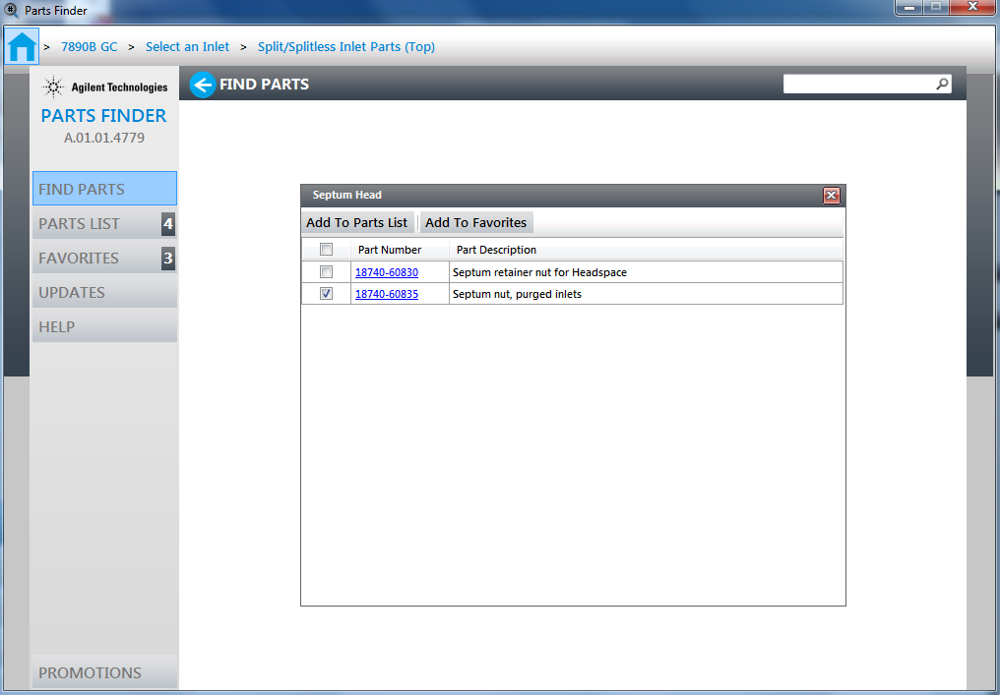 Parts Finder
> 7890B GC > Select an Inlet > Split/Splitless Inlet Parts (Top)
Agilent Technologies
PARTS FINDER
A.01.01.4779
FIND PARTS
PARTS LIST 4
FAVORITES 3
UPDATES
HELP
PROMOTIONS
FIND PARTS
Septum Head
Add To Parts List Add To Favorites
Part Number Part Description
18740-60830 Septum retainer nut for Headspace
18740-60835 Septum nut, purged inlets